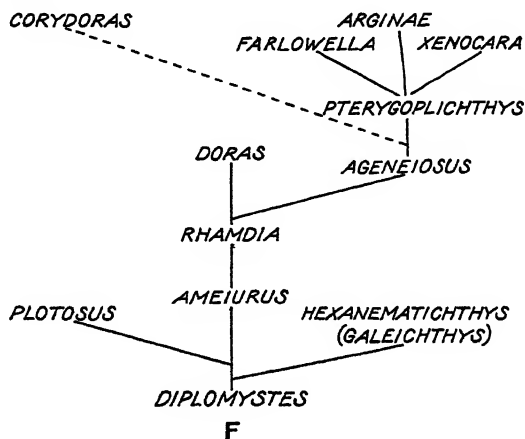 CORYDORAS
ARGINAE
FARLOWELLA
XENOCARA
PTERYGOPLICHTHYS
DORAS
AGENEIOSUS
RHAMDIA
AMEIURUS
PLOTOSUS
HEXANEMATICHTHYS
(GALEICHTHYS)
DIPLOMYSTES
F